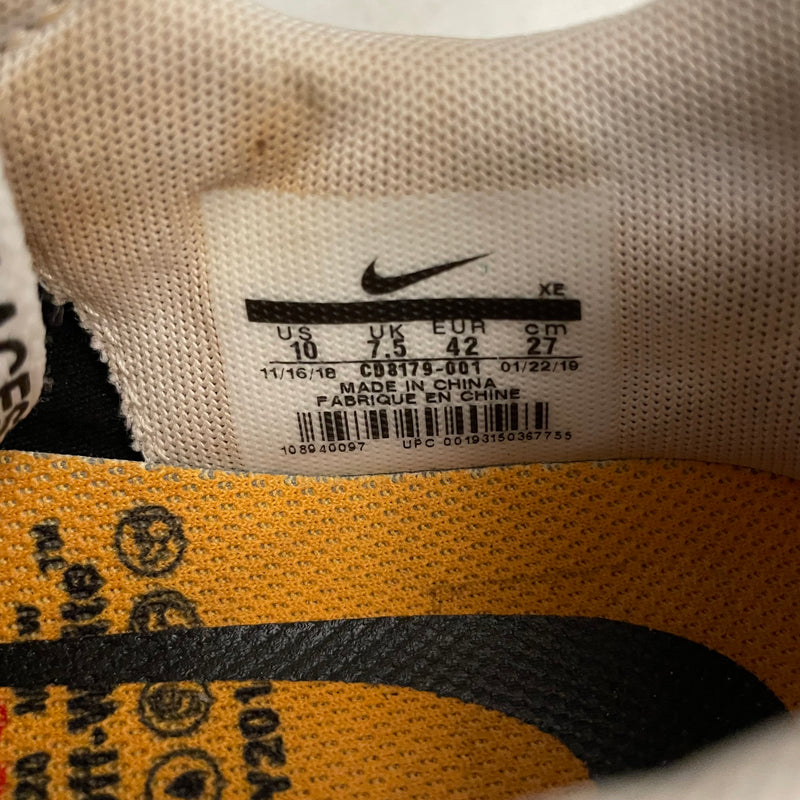 XE
US UK EUR cm
10 7.5 42 27
11/16/18 CD8179-001 01/22/19
MADE IN CHINA
FABRIQUE EN CHINE
108940097 UPC 00193150367755